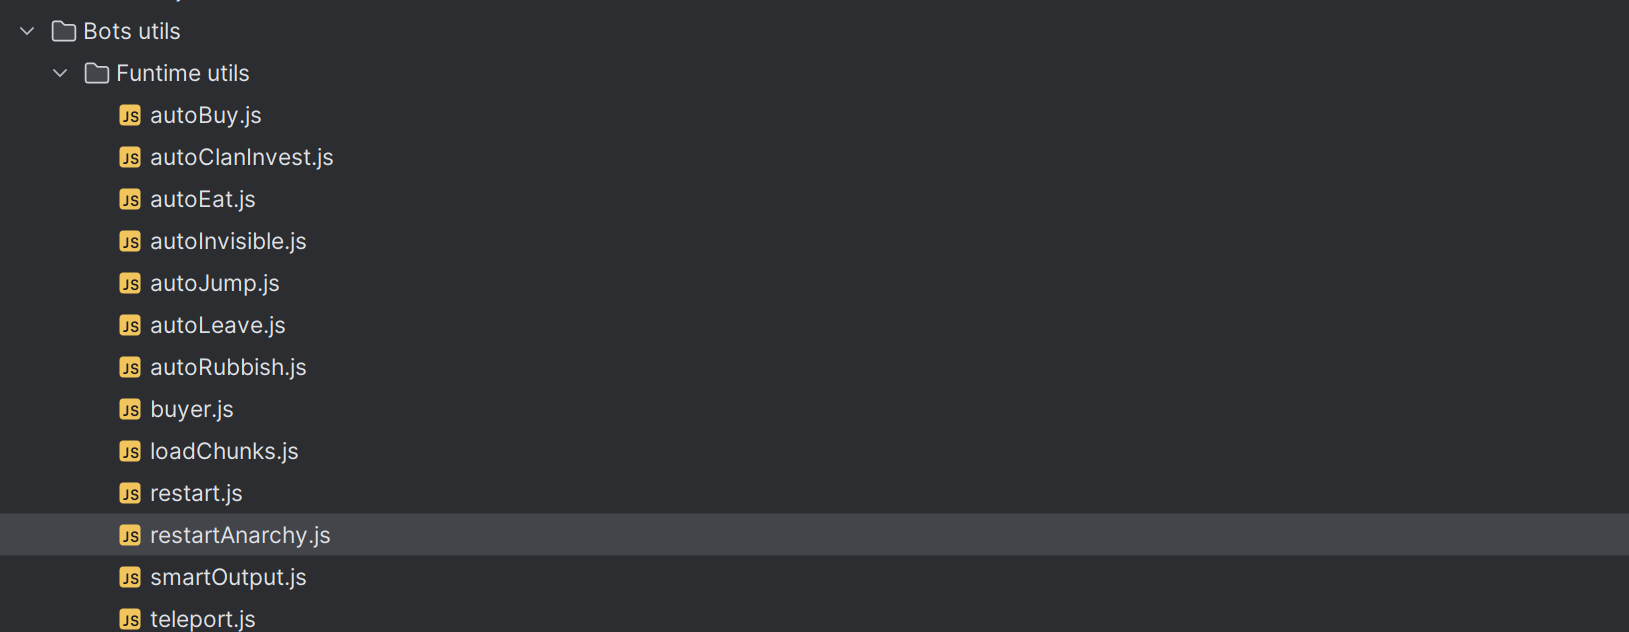 Bots utils
Funtime utils
JS autoBuy.js
JS autoClanInvest.js
JS autoEat.js
JS autoInvisible.js
JS autoJump.js
JS autoLeave.js
JS autoRubbish.js
JS buyer.js
JS loadChunks.js
JS restart.js
JS restartAnarchy.js
JS smartOutput.js
JS teleport.js